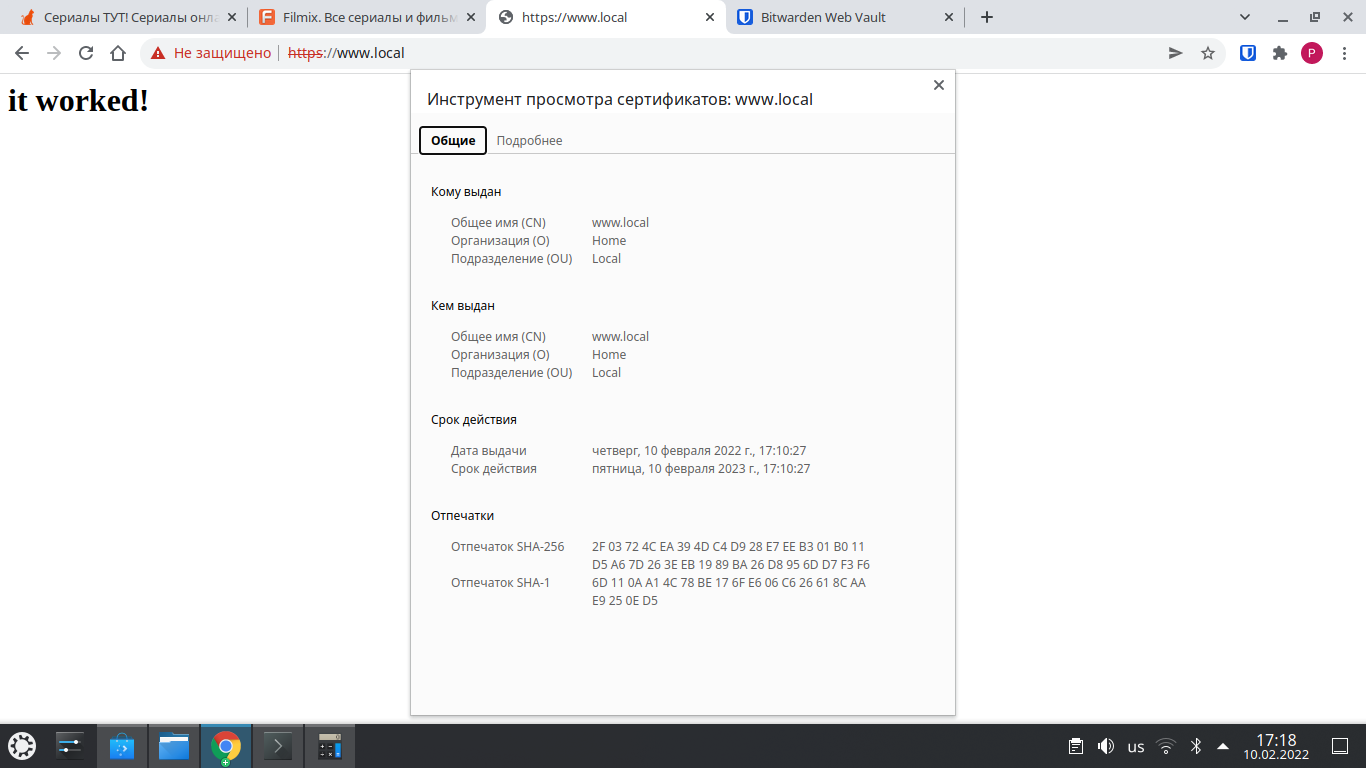 Сериалы ТУТ! Сериалы онла
Filmix. Все сериалы и фильм
https://www.local
Bitwarden Web Vault
Не защищено
https://www.local
P
it worked!
Инструмент просмотра сертификатов: www.local
Общие
Подробнее
Кому выдан
Общее имя (CN) www.local
Организация (O) Home
Подразделение (OU) Local
Кем выдан
Общее имя (CN) www.local
Организация (O) Home
Подразделение (OU) Local
Срок действия
Дата выдачи четверг, 10 февраля 2022 г., 17:10:27
Срок действия пятница, 10 февраля 2023 г., 17:10:27
Отпечатки
Отпечаток SHA-256 2F 03 72 4C EA 39 4D C4 D9 28 E7 EE B3 01 B0 11
D5 A6 7D 26 3E EB 19 89 BA 26 D8 95 6D D7 F3 F6
Отпечаток SHA-1 6D 11 0A A1 4C 78 BE 17 6F E6 06 C6 26 61 8C AA
E9 25 0E D5
us
17:18
10.02.2022